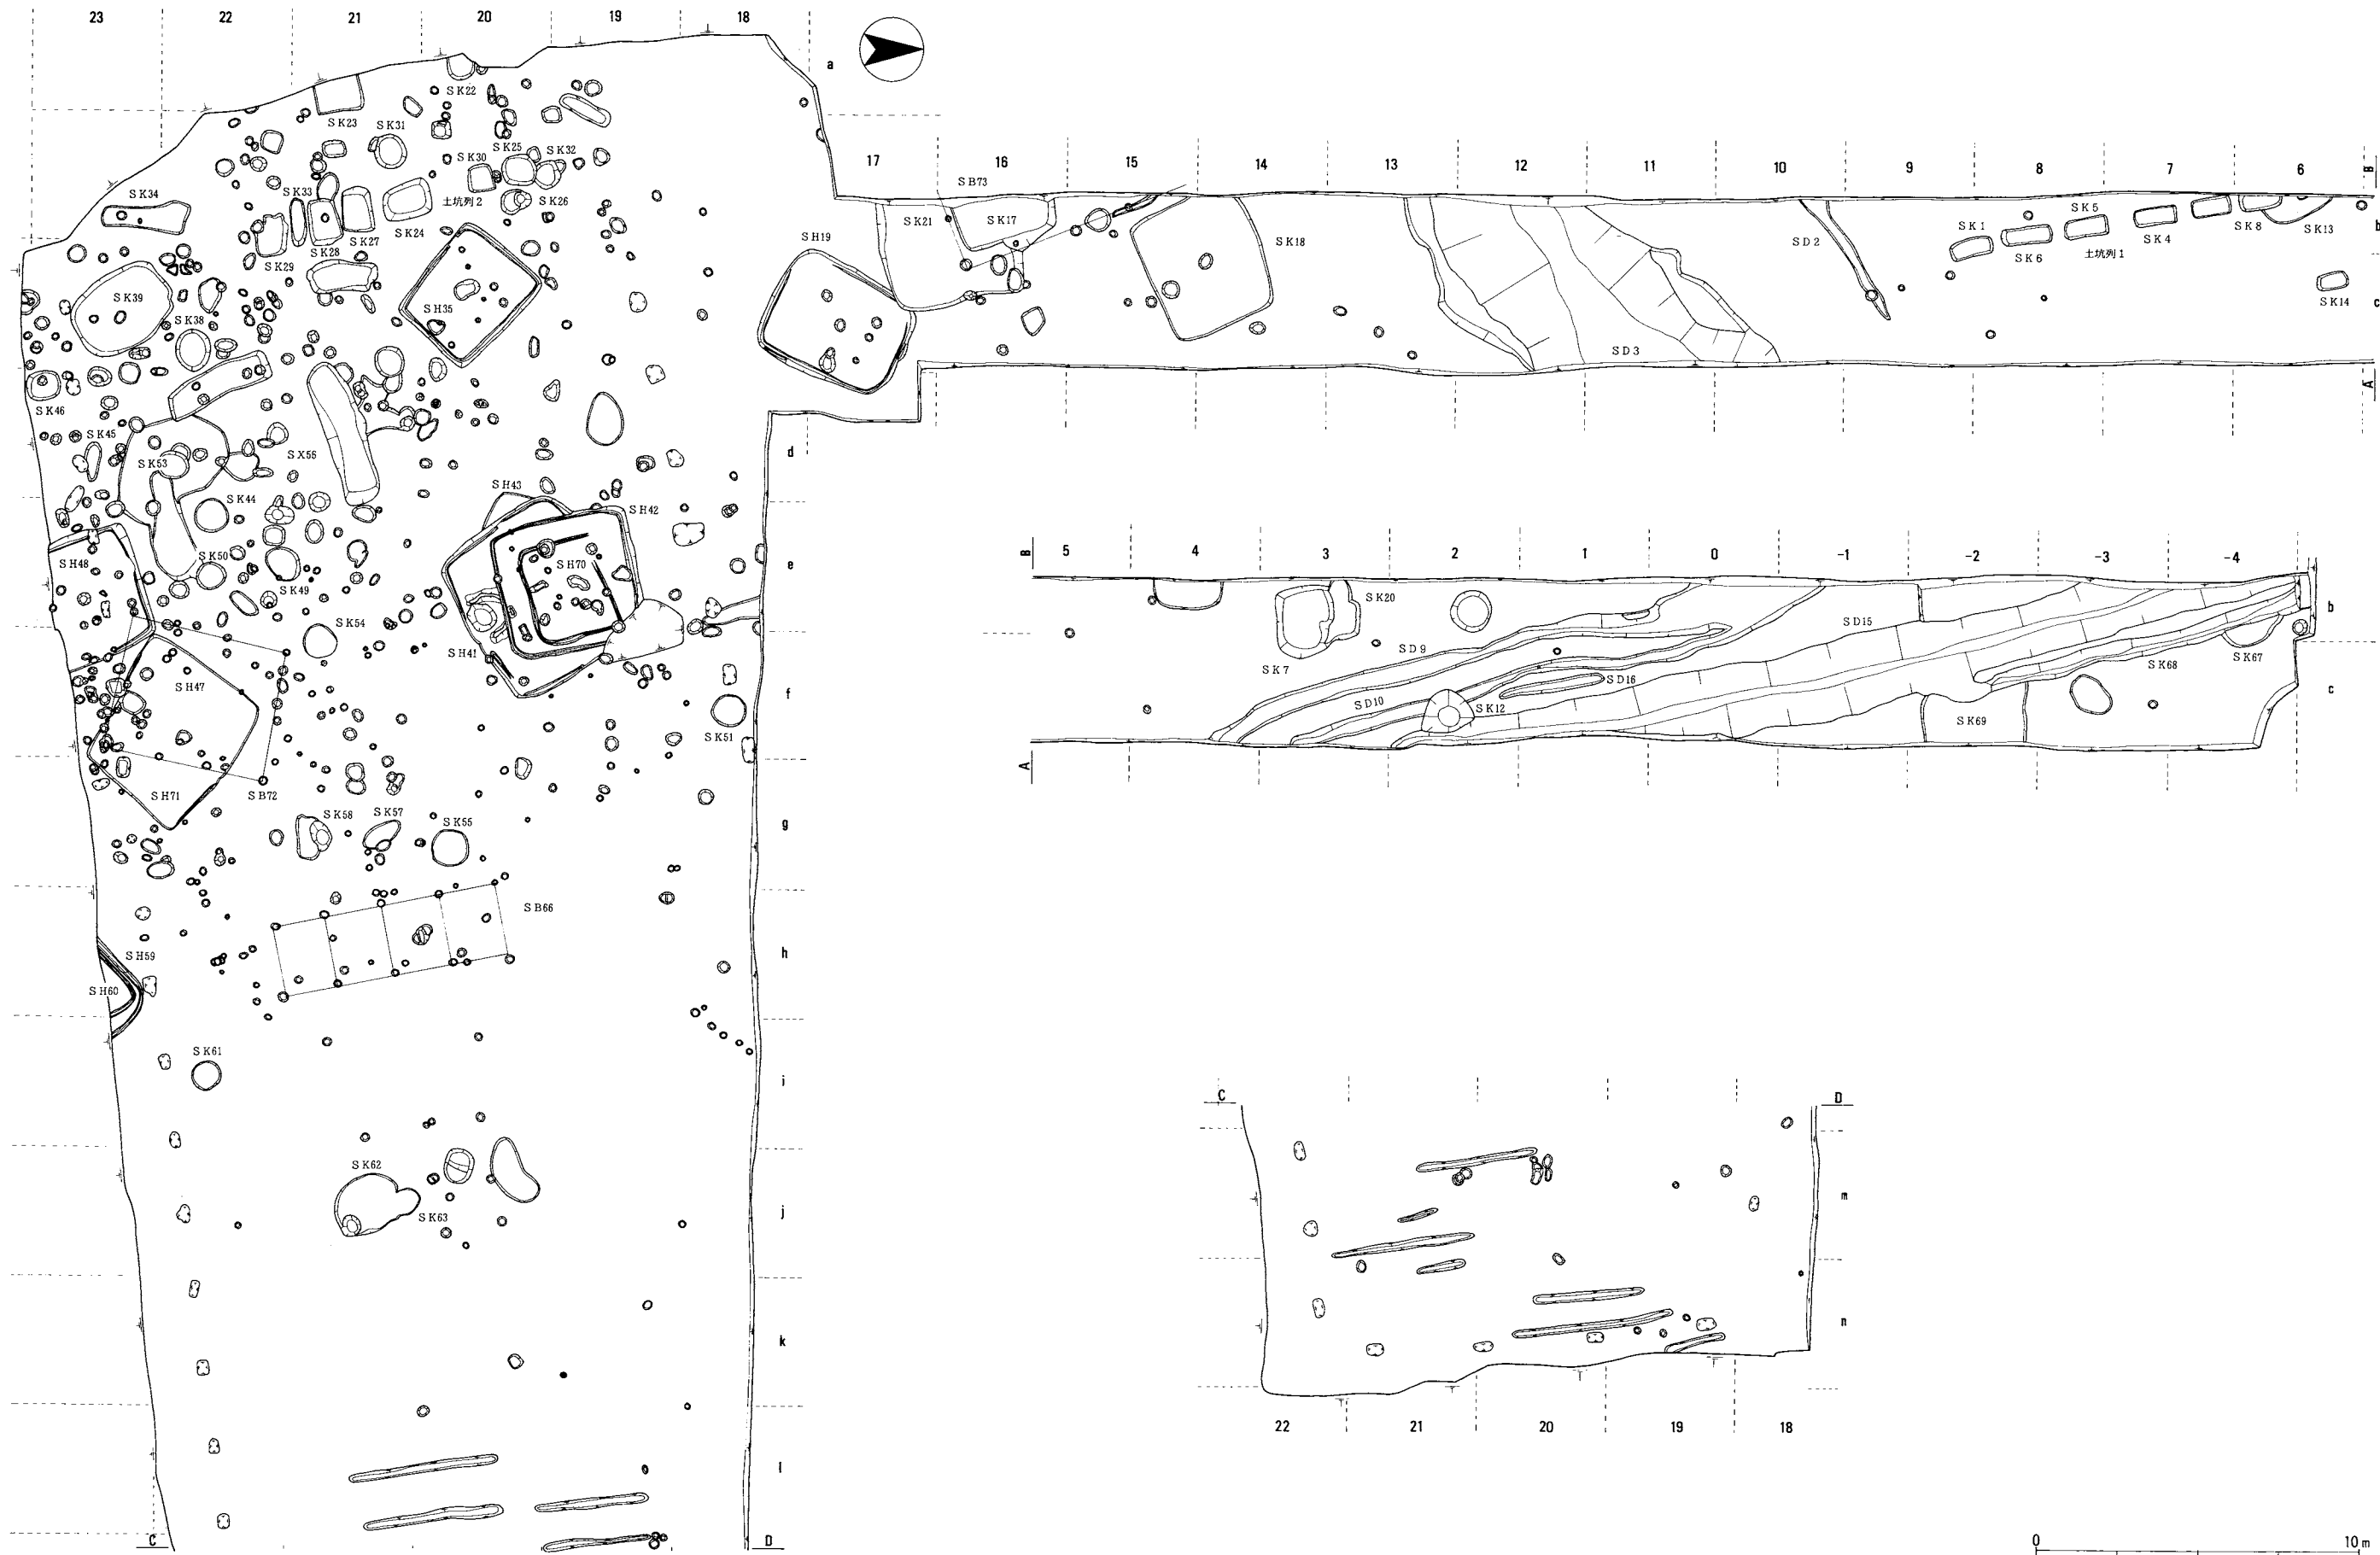 23 22 21 20 19 18
a
SK22
SK23
SK31
SK25
SK32
SK30
17 16 15 14 13 12 11 10 9 8 7 6
B
SB73
SK34
SK33
土坑列2
SK26
SK21
SK17
SK24
SK27
SK28
SK29
SH19
SK18
SD2
SK1
SK5
SK6
土坑列1
SK4
SK8
SK13
b
SK14
c
SK39
SH35
SK38
SD3
A
SK46
SK45
SX56
d
SK53
SH43
SK44
SH42
SK50
SH48
SH70
e
SK49
SK54
SH41
SH47
f
SK51
SH71
SB72
SK58
SK57
SK55
g
SB66
SH59
h
SH60
SK61
i
SK62
SK63
j
k
l
C D
B 5 4 3 2 1 0 -1 -2 -3 -4
SK20
b
SD15
SD9
SK7
SK67
SK68
SD16
SD10
SK12
c
SK69
A
C D
m
n
22 21 20 19 18
0 10m